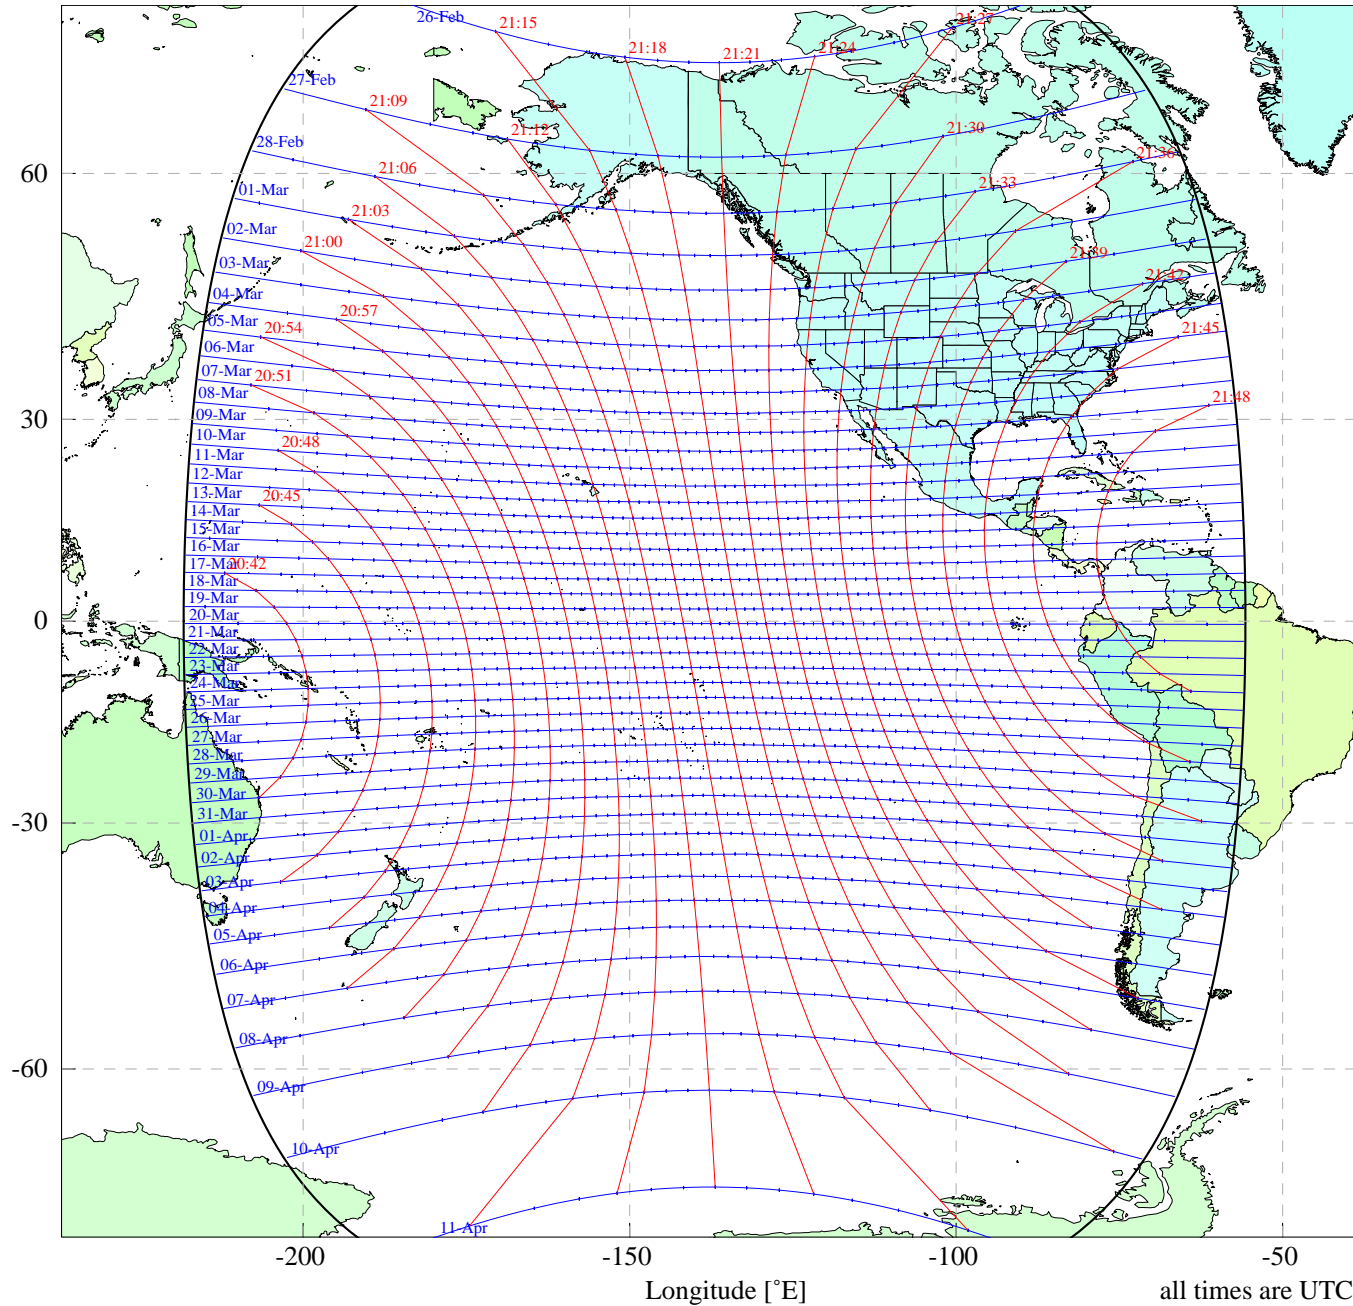 26-Feb
21:15
21:27
21:18
21:21
21:24
27-Feb
21:09
21:12
21:30
28-Feb
21:06
21:36
60
01-Mar
21:33
21:03
02-Mar
21:00
21:39
03-Mar
21:42
04-Mar
20:57
05-Mar
20:54
21:45
06-Mar
07-Mar
20:51
08-Mar
21:48
09-Mar
30
10-Mar
20:48
11-Mar
12-Mar
13-Mar
20:45
14-Mar
15-Mar
16-Mar
17-Mar
20:42
18-Mar
19-Mar
20-Mar
0
21-Mar
22-Mar
23-Mar
24-Mar
25-Mar
26-Mar
27-Mar
28-Mar
29-Mar
30-Mar
31-Mar
-30
01-Apr
02-Apr
03-Apr
04-Apr
05-Apr
06-Apr
07-Apr
08-Apr
-60
09-Apr
10-Apr
11-Apr
-200
-150
-100
-50
Longitude [˚E]
all times are UTC